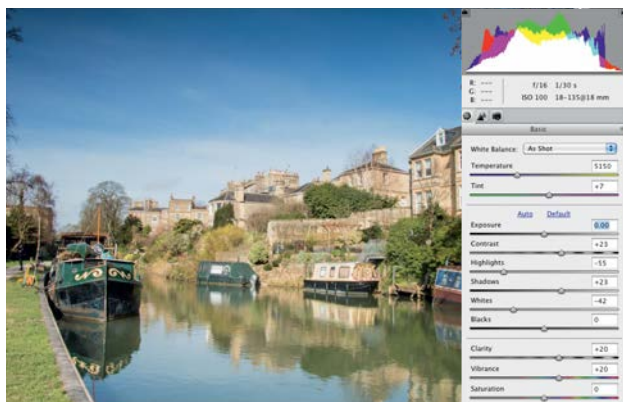 R: ---
G: ---
B: ---
f/16 1/30 s
ISO 100 18-135@18 mm
Basic
White Balance: As Shot
Temperature 5150
Tint +7
Auto Default
Exposure 0.00
Contrast +23
Highlights -55
Shadows +23
Whites -42
Blacks 0
Clarity +20
Vibrance +20
Saturation 0